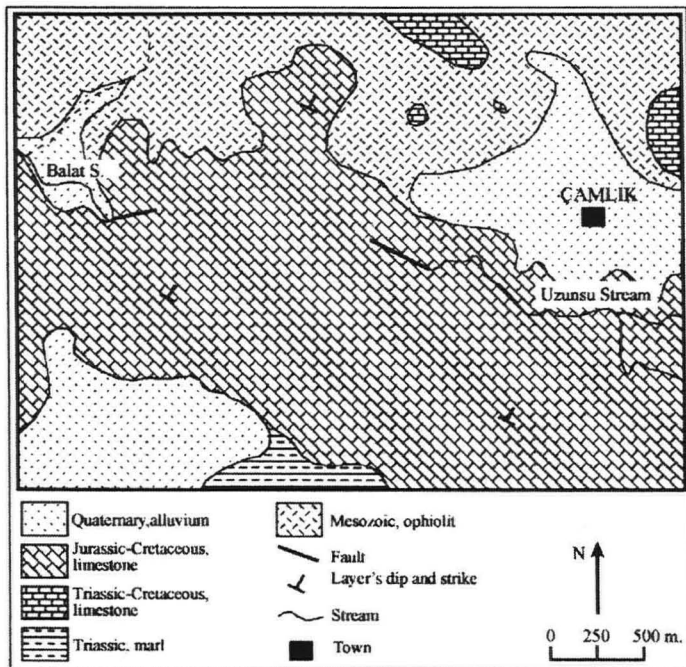 Balat S.
ÇAMLIK
Uzunsu Stream
Quaternary,alluvium
Jurassic-Cretaceous,
limestone
Triassic-Cretaceous,
limestone
Triassic, marl
Mesozoic, ophiolit
Fault
Layer's dip and strike
Stream
Town
N
0 250 500 m.